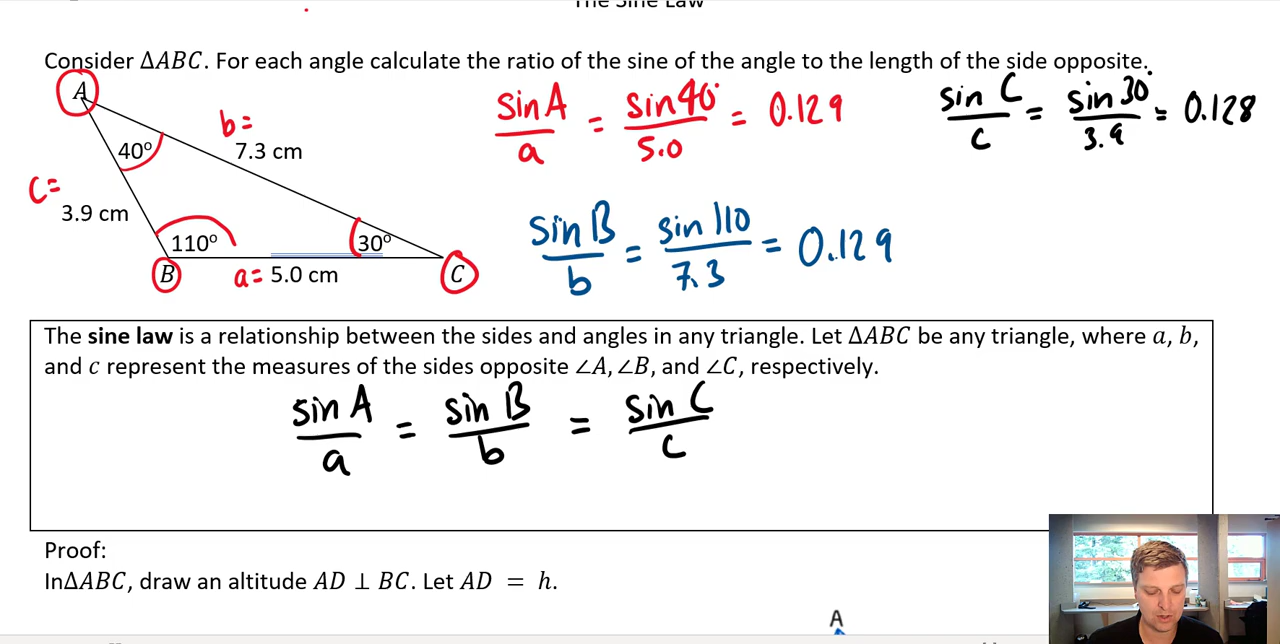 The Sine Law
Consider ΔABC. For each angle calculate the ratio of the sine of the angle to the length of the side opposite.
A
b=
7.3 cm
40°
c=
3.9 cm
110°
30°
B
a= 5.0 cm
C
sin A / a = sin 40° / 5.0 = 0.129
sin C / c = sin 30° / 3.9 = 0.128
sin B / b = sin 110 / 7.3 = 0.129
The sine law is a relationship between the sides and angles in any triangle. Let ΔABC be any triangle, where a, b,
and c represent the measures of the sides opposite ∠A, ∠B, and ∠C, respectively.
sin A / a = sin B / b = sin C / c
Proof:
InΔABC, draw an altitude AD ⊥ BC. Let AD = h.
A